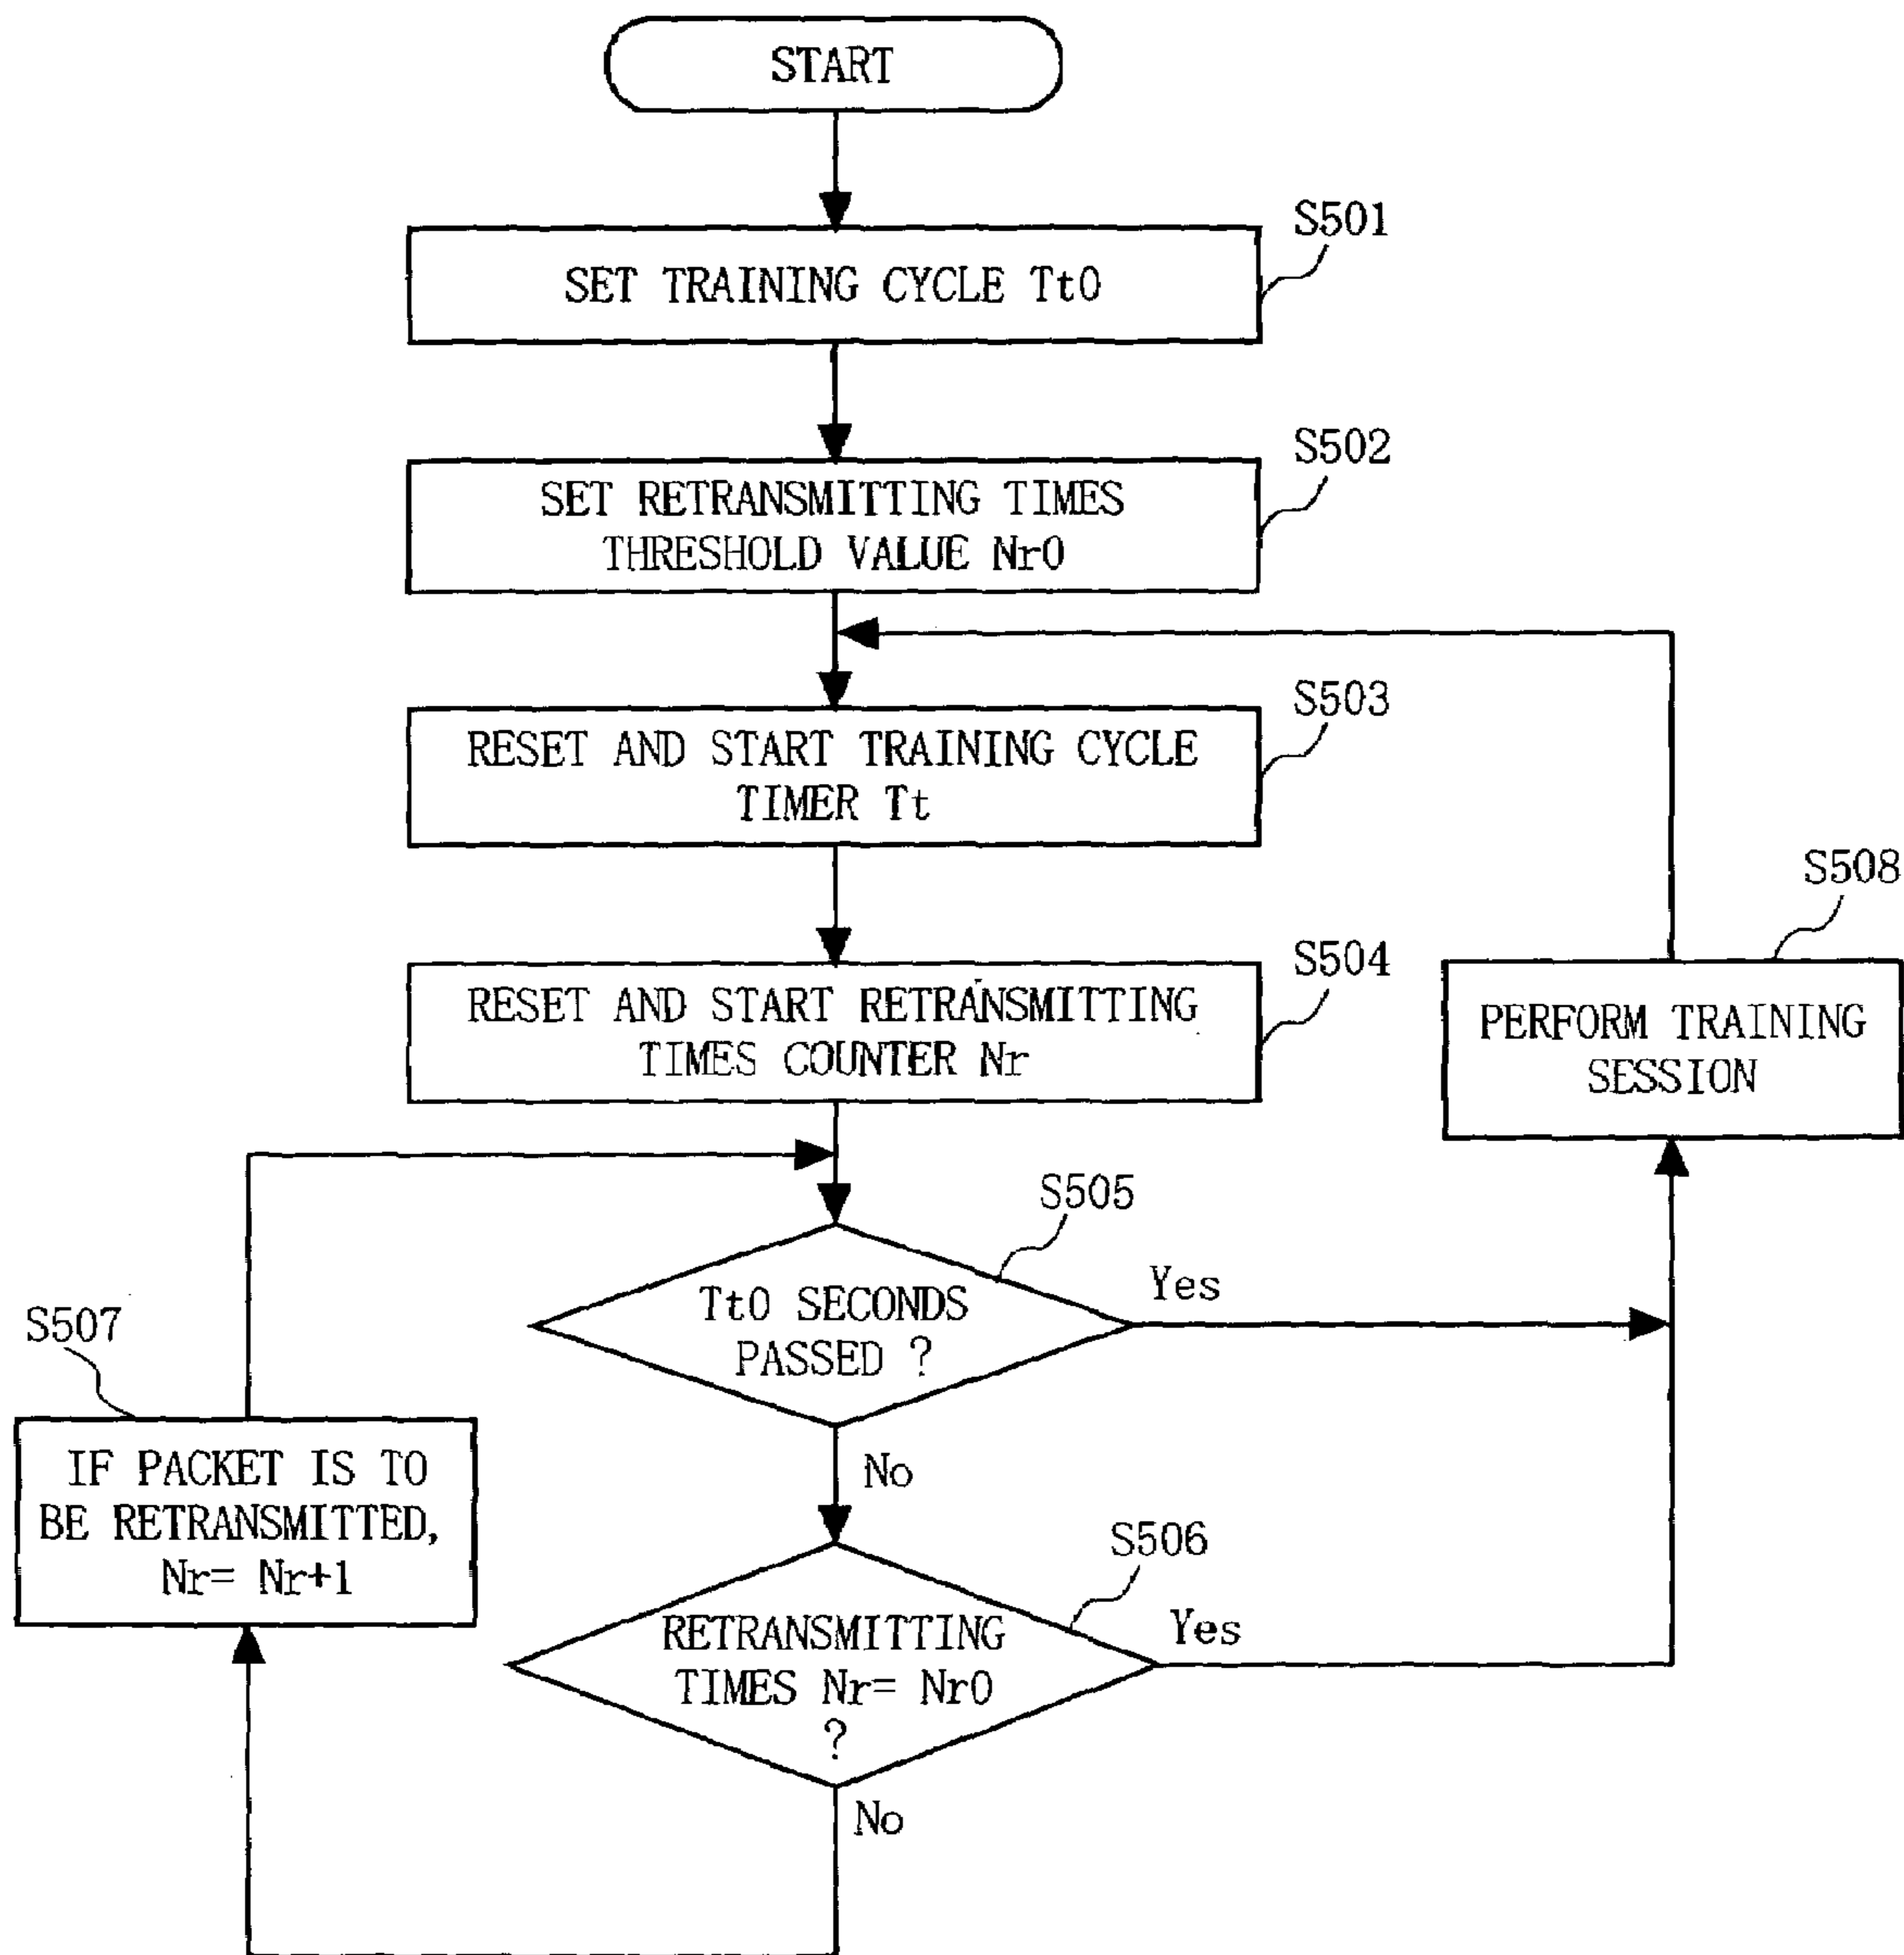 START
S501
SET TRAINING CYCLE Tt0
S502
SET RETRANSMITTING TIMES
THRESHOLD VALUE Nr0
S503
RESET AND START TRAINING CYCLE
TIMER Tt
S508
S504
RESET AND START RETRANSMITTING
TIMES COUNTER Nr
PERFORM TRAINING
SESSION
S505
Tt0 SECONDS
PASSED ?
Yes
No
S507
IF PACKET IS TO
BE RETRANSMITTED,
Nr= Nr+1
S506
RETRANSMITTING
TIMES Nr= Nr0
?
Yes
No